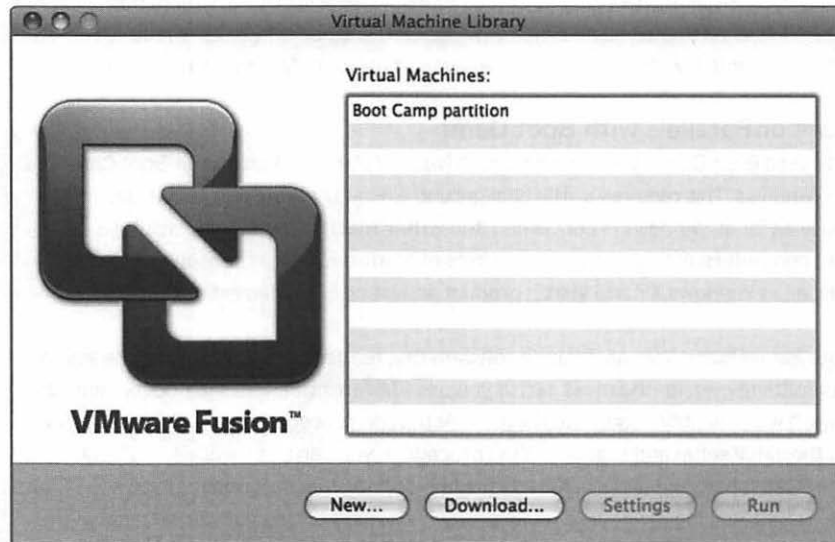 Virtual Machine Library
Virtual Machines:
Boot Camp partition
VMware Fusion™
New...
Download...
Settings
Run